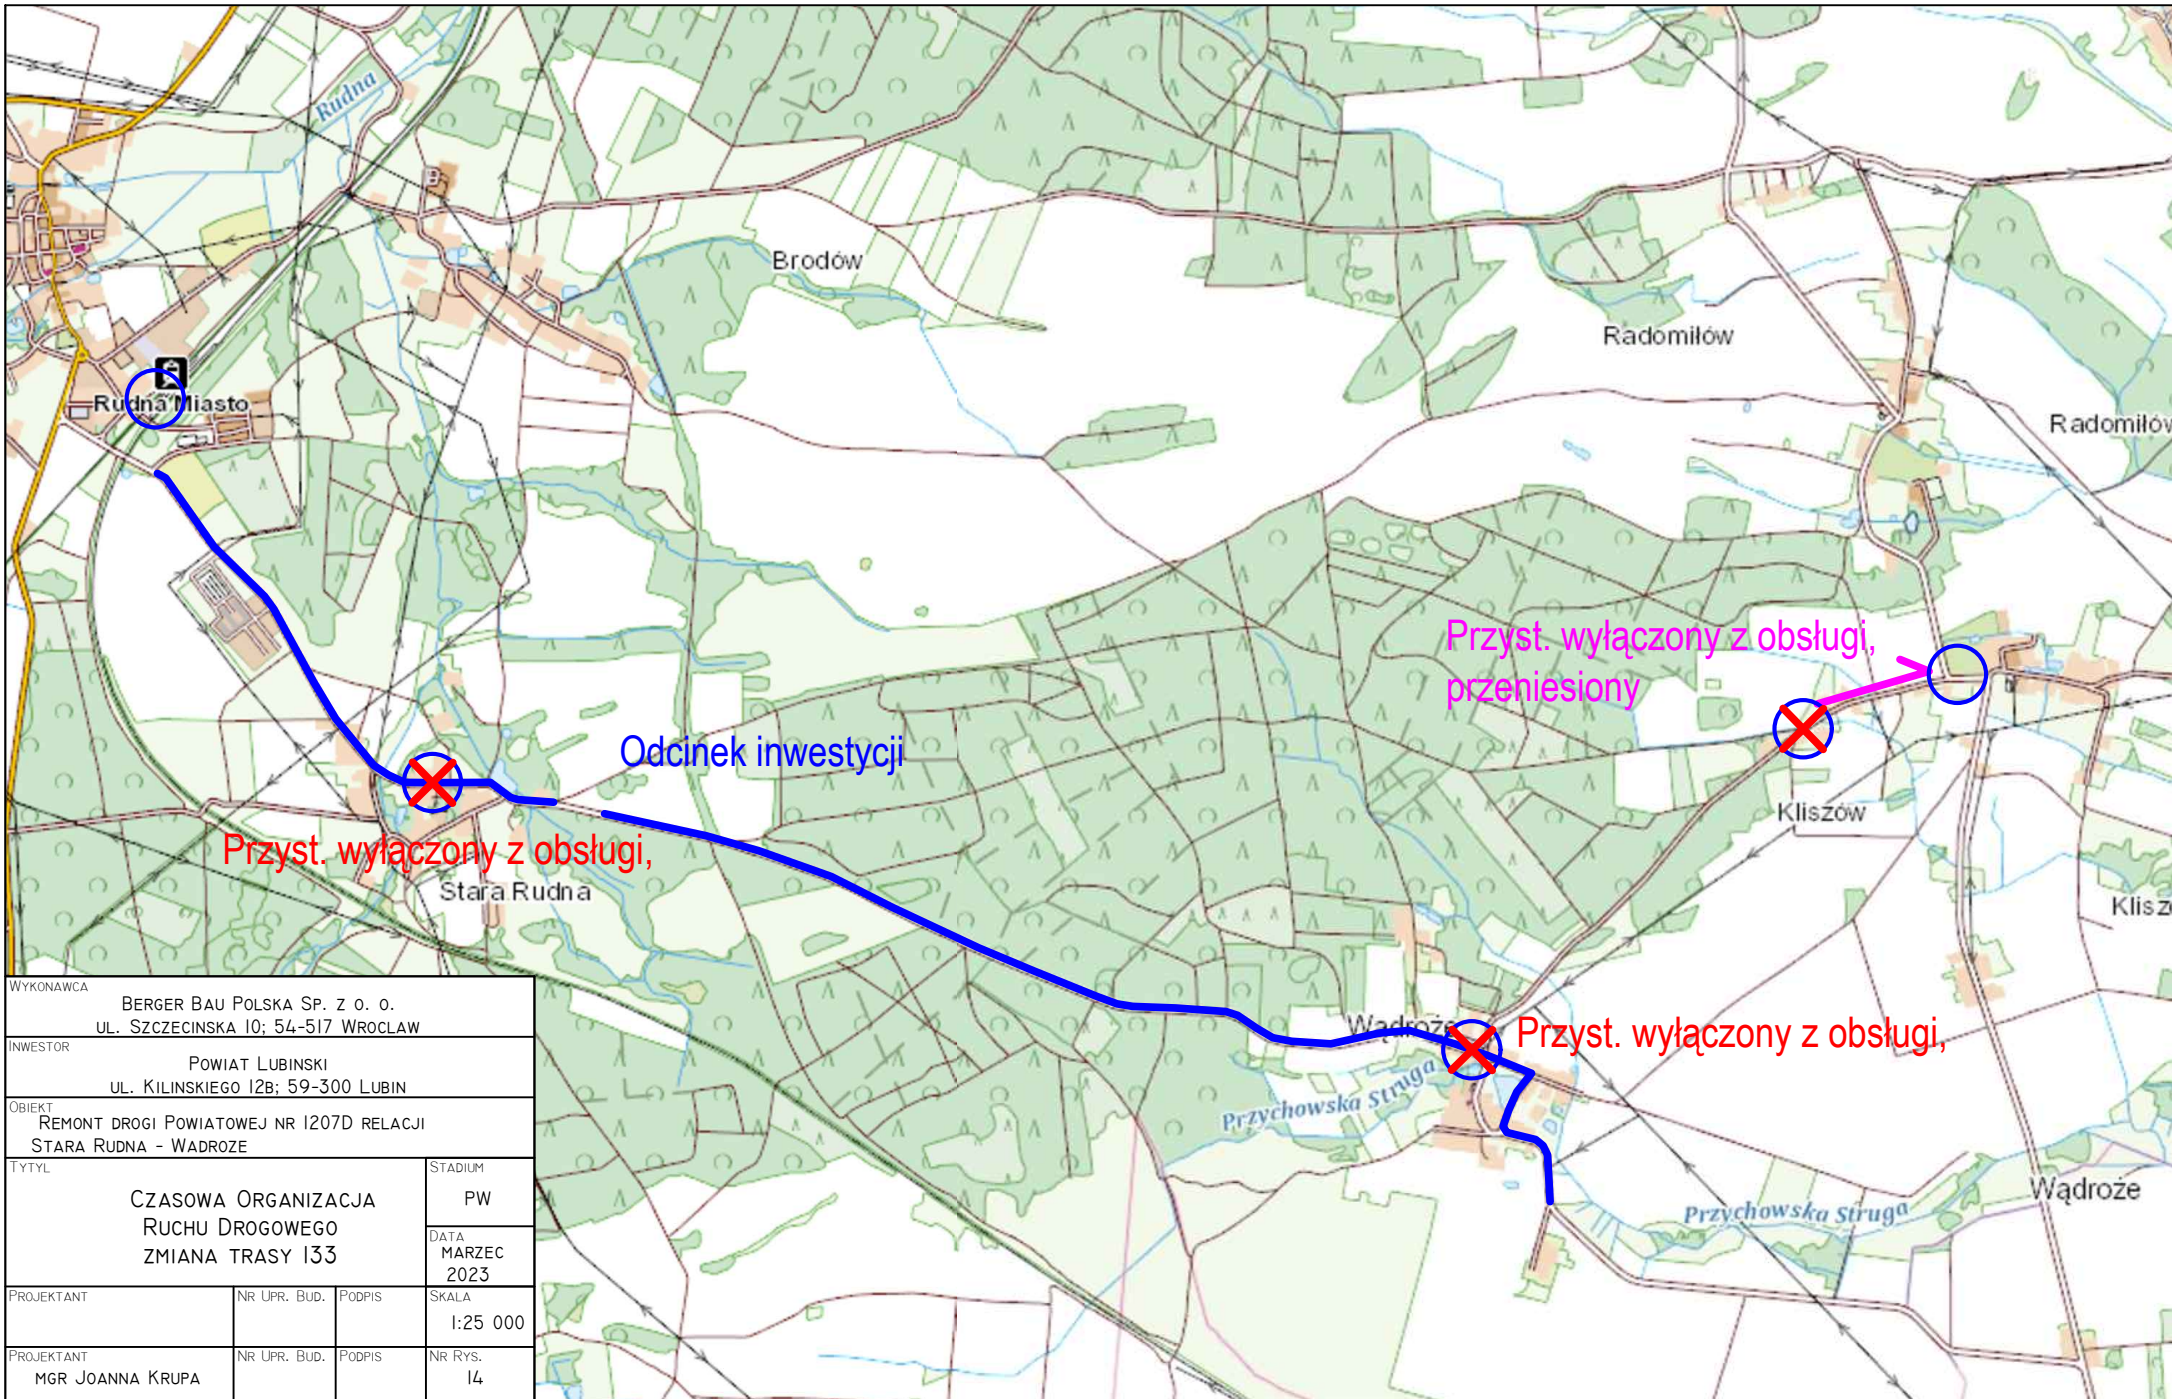 Rudna
Brodów
Radomiłów
Rudna Miasto
Radomiłów
Przyst. wyłączony z obsługi,
przeniesiony
Odcinek inwestycji
Kliszów
Przyst. wyłączony z obsługi,
Stara Rudna
Klisz
Wądroże
Przyst. wyłączony z obsługi,
Przychowska Struga
Wądroże
Przychowska Struga
WYKONAWCA
BERGER BAU POLSKA SP. Z O. O.
UL. SZCZECINSKA 10; 54-517 WROCLAW
INWESTOR
POWIAT LUBINSKI
UL. KILINSKIEGO 12B; 59-300 LUBIN
OBIEKT
REMONT DROGI POWIATOWEJ NR 1207D RELACJI
STARA RUDNA - WADROZE
TYTYL
CZASOWA ORGANIZACJA
RUCHU DROGOWEGO
ZMIANA TRASY 133
STADIUM
PW
DATA
MARZEC
2023
PROJEKTANT
NR UPR. BUD.
PODPIS
SKALA
1:25 000
PROJEKTANT
MGR JOANNA KRUPA
NR UPR. BUD.
PODPIS
NR RYS.
14